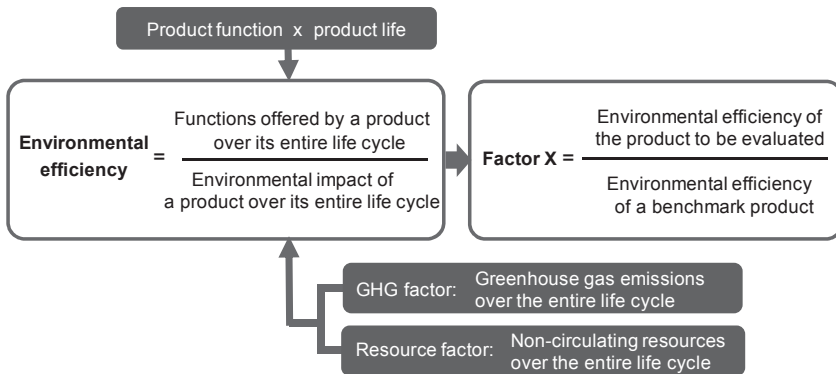 Product function x product life
Environmental efficiency =
Functions offered by a product
over its entire life cycle
Environmental impact of
a product over its entire life cycle
Factor X =
Environmental efficiency of
the product to be evaluated
Environmental efficiency
of a benchmark product
GHG factor: Greenhouse gas emissions
over the entire life cycle
Resource factor: Non-circulating resources
over the entire life cycle